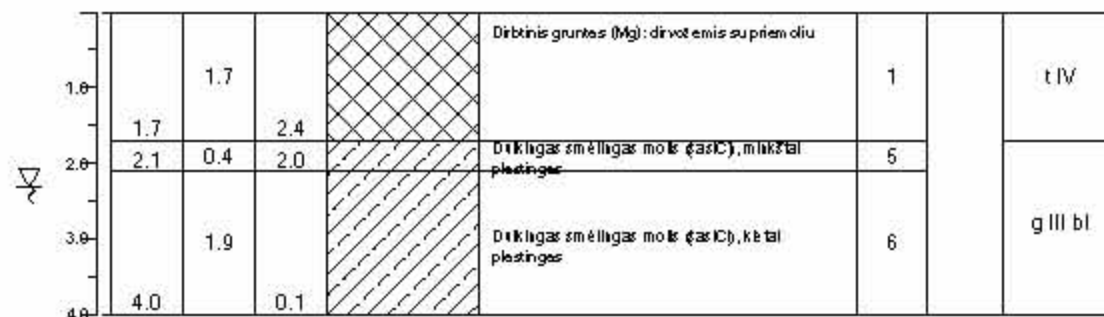 Dirbtinis gruntas (Mg): dirvožemis su priemoliu
1.7
1.0
1
t IV
1.7
2.4
Dulkingas smėlingas molis (sasiCl), minkštai
2.1
0.4
2.0
5
2.0
plastingas
g III bl
3.0
1.9
Dulkingas smėlingas molis (sasiCl), kietai
6
plastingas
4.0
0.1
4.0